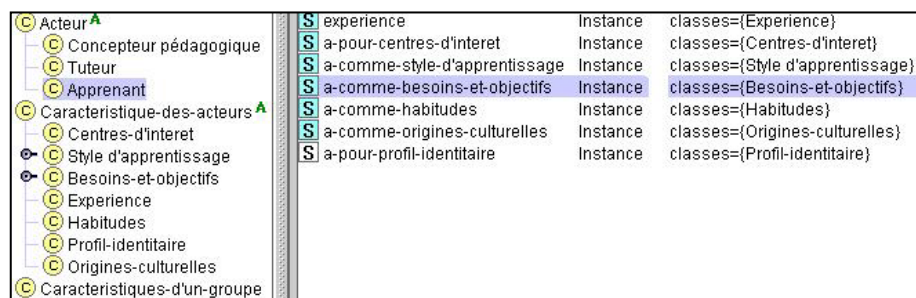 Acteur A
Concepteur pédagogique
Tuteur
Apprenant
Caracteristique-des-acteurs A
Centres-d'interet
Style d'apprentissage
Besoins-et-objectifs
Experience
Habitudes
Profil-identitaire
Origines-culturelles
Caracteristiques-d'un-groupe
S experience Instance classes={Experience}
S a-pour-centres-d'interet Instance classes={Centres-d'interet}
S a-comme-style-d'apprentissage Instance classes={Style d'apprentissage}
S a-comme-besoins-et-objectifs Instance classes={Besoins-et-objectifs}
S a-comme-habitudes Instance classes={Habitudes}
S a-comme-origines-culturelles Instance classes={Origines-culturelles}
S a-pour-profil-identitaire Instance classes={Profil-identitaire}